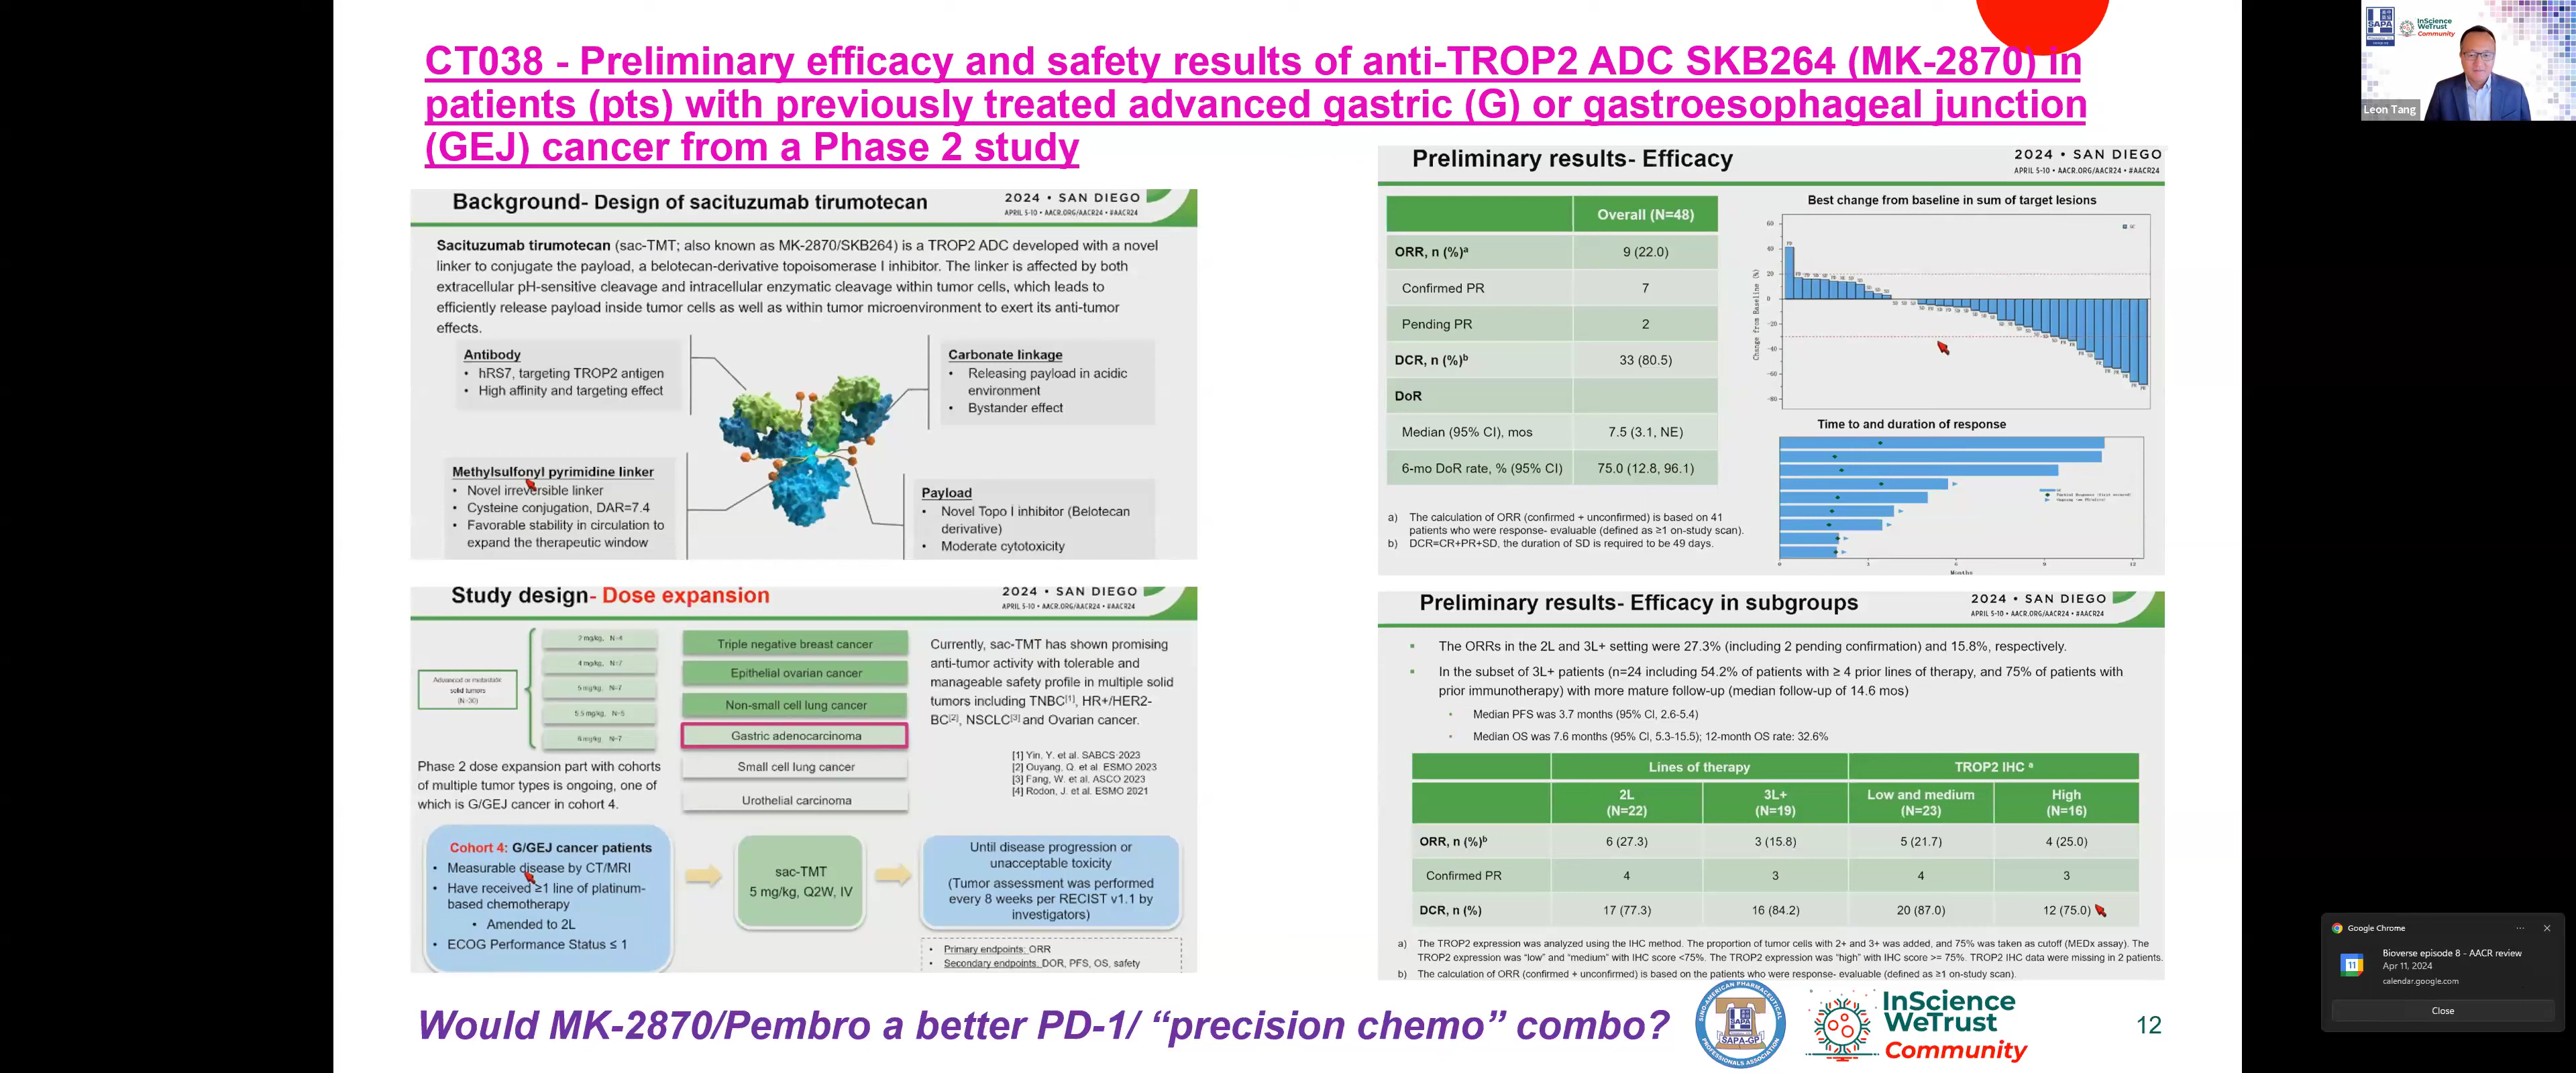 CT038 - Preliminary efficacy and safety results of anti-TROP2 ADC SKB264 (MK-2870) in
patients (pts) with previously treated advanced gastric (G) or gastroesophageal junction
(GEJ) cancer from a Phase 2 study
Background- Design of sacituzumab tirumotecan
2024 • SAN DIEGO
APRIL 5-10 • AACR.ORG/AACR24 • #AACR24
Sacituzumab tirumotecan (sac-TMT; also known as MK-2870/SKB264) is a TROP2 ADC developed with a novel
linker to conjugate the payload, a belotecan-derivative topoisomerase I inhibitor. The linker is affected by both
extracellular pH-sensitive cleavage and intracellular enzymatic cleavage within tumor cells, which leads to
efficiently release payload inside tumor cells as well as within tumor microenvironment to exert its anti-tumor
effects.
Antibody
• hRS7, targeting TROP2 antigen
• High affinity and targeting effect
Carbonate linkage
• Releasing payload in acidic
environment
• Bystander effect
Methylsulfonyl pyrimidine linker
• Novel irreversible linker
• Cysteine conjugation, DAR=7.4
• Favorable stability in circulation to
expand the therapeutic window
Payload
• Novel Topo I inhibitor (Belotecan
derivative)
• Moderate cytotoxicity
Study design- Dose expansion
2024 • SAN DIEGO
APRIL 5-10 • AACR.ORG/AACR24 • #AACR24
Advanced or metastatic
solid tumors
(N=30)
2 mg/kg, N=4
4 mg/kg, N=7
5 mg/kg, N=7
5.5 mg/kg, N=5
6 mg/kg, N=7
Triple negative breast cancer
Epithelial ovarian cancer
Non-small cell lung cancer
Gastric adenocarcinoma
Small cell lung cancer
Urothelial carcinoma
Currently, sac-TMT has shown promising
anti-tumor activity with tolerable and
manageable safety profile in multiple solid
tumors including TNBC[1], HR+/HER2-
BC[2], NSCLC[3] and Ovarian cancer.
[1] Yin, Y. et al. SABCS 2023
[2] Ouyang, Q. et al. ESMO 2023
[3] Fang, W. et al. ASCO 2023
[4] Rodon, J. et al. ESMO 2021
Phase 2 dose expansion part with cohorts
of multiple tumor types is ongoing, one of
which is G/GEJ cancer in cohort 4.
Cohort 4: G/GEJ cancer patients
• Measurable disease by CT/MRI
• Have received ≥1 line of platinum-
based chemotherapy
• Amended to 2L
• ECOG Performance Status ≤ 1
sac-TMT
5 mg/kg, Q2W, IV
Until disease progression or
unacceptable toxicity
(Tumor assessment was performed
every 8 weeks per RECIST v1.1 by
investigators)
• Primary endpoints: ORR
• Secondary endpoints: DOR, PFS, OS, safety
Preliminary results- Efficacy
2024 • SAN DIEGO
APRIL 5-10 • AACR.ORG/AACR24 • #AACR24
Overall (N=48)
ORR, n (%)a 9 (22.0)
Confirmed PR 7
Pending PR 2
DCR, n (%)b 33 (80.5)
DoR
Median (95% CI), mos 7.5 (3.1, NE)
6-mo DoR rate, % (95% CI) 75.0 (12.8, 96.1)
a) The calculation of ORR (confirmed + unconfirmed) is based on 41
patients who were response- evaluable (defined as ≥1 on-study scan).
b) DCR=CR+PR+SD, the duration of SD is required to be 49 days.
Best change from baseline in sum of target lesions
Change from Baseline (%)
60
40
20
0
-20
-40
-60
-80
Time to and duration of response
0 3 6 9 12
Months
Preliminary results- Efficacy in subgroups
2024 • SAN DIEGO
APRIL 5-10 • AACR.ORG/AACR24 • #AACR24
▪ The ORRs in the 2L and 3L+ setting were 27.3% (including 2 pending confirmation) and 15.8%, respectively.
▪ In the subset of 3L+ patients (n=24 including 54.2% of patients with ≥ 4 prior lines of therapy, and 75% of patients with
prior immunotherapy) with more mature follow-up (median follow-up of 14.6 mos)
• Median PFS was 3.7 months (95% CI, 2.6-5.4)
• Median OS was 7.6 months (95% CI, 5.3-15.5); 12-month OS rate: 32.6%
Lines of therapy TROP2 IHC a
2L (N=22) 3L+ (N=19) Low and medium (N=23) High (N=16)
ORR, n (%)b 6 (27.3) 3 (15.8) 5 (21.7) 4 (25.0)
Confirmed PR 4 3 4 3
DCR, n (%) 17 (77.3) 16 (84.2) 20 (87.0) 12 (75.0)
a) The TROP2 expression was analyzed using the IHC method. The proportion of tumor cells with 2+ and 3+ was added, and 75% was taken as cutoff (MEDx assay). The
TROP2 expression was "low" and "medium" with IHC score <75%. The TROP2 expression was "high" with IHC score >= 75%. TROP2 IHC data were missing in 2 patients.
b) The calculation of ORR (confirmed + unconfirmed) is based on the patients who were response- evaluable (defined as ≥1 on-study scan).
Would MK-2870/Pembro a better PD-1/ “precision chemo” combo?
SINO-AMERICAN PHARMACEUTICAL
PROFESSIONALS ASSOCIATION
SAPA
SAPA-GP
InScience
WeTrust
Community
12
SAPA
InScience
WeTrust
Community
Leon Tang
Google Chrome
Bioverse episode 8 - AACR review
Apr 11, 2024
calendar.google.com
11
Close